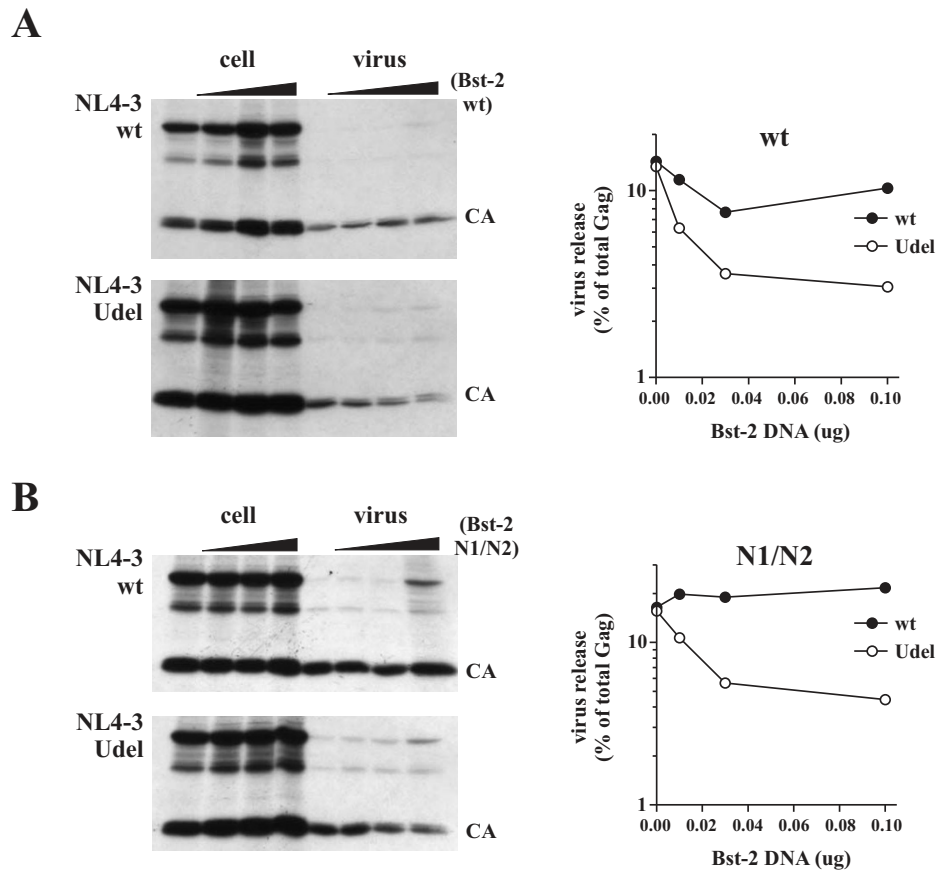 A
cell virus
(Bst-2
wt)
NL4-3
wt
CA
NL4-3
Udel
CA
wt
10
1
virus release
(% of total Gag)
wt
Udel
0.00 0.02 0.04 0.06 0.08 0.10
Bst-2 DNA (ug)
B
cell virus
(Bst-2
N1/N2)
NL4-3
wt
CA
NL4-3
Udel
CA
N1/N2
10
1
virus release
(% of total Gag)
wt
Udel
0.00 0.02 0.04 0.06 0.08 0.10
Bst-2 DNA (ug)